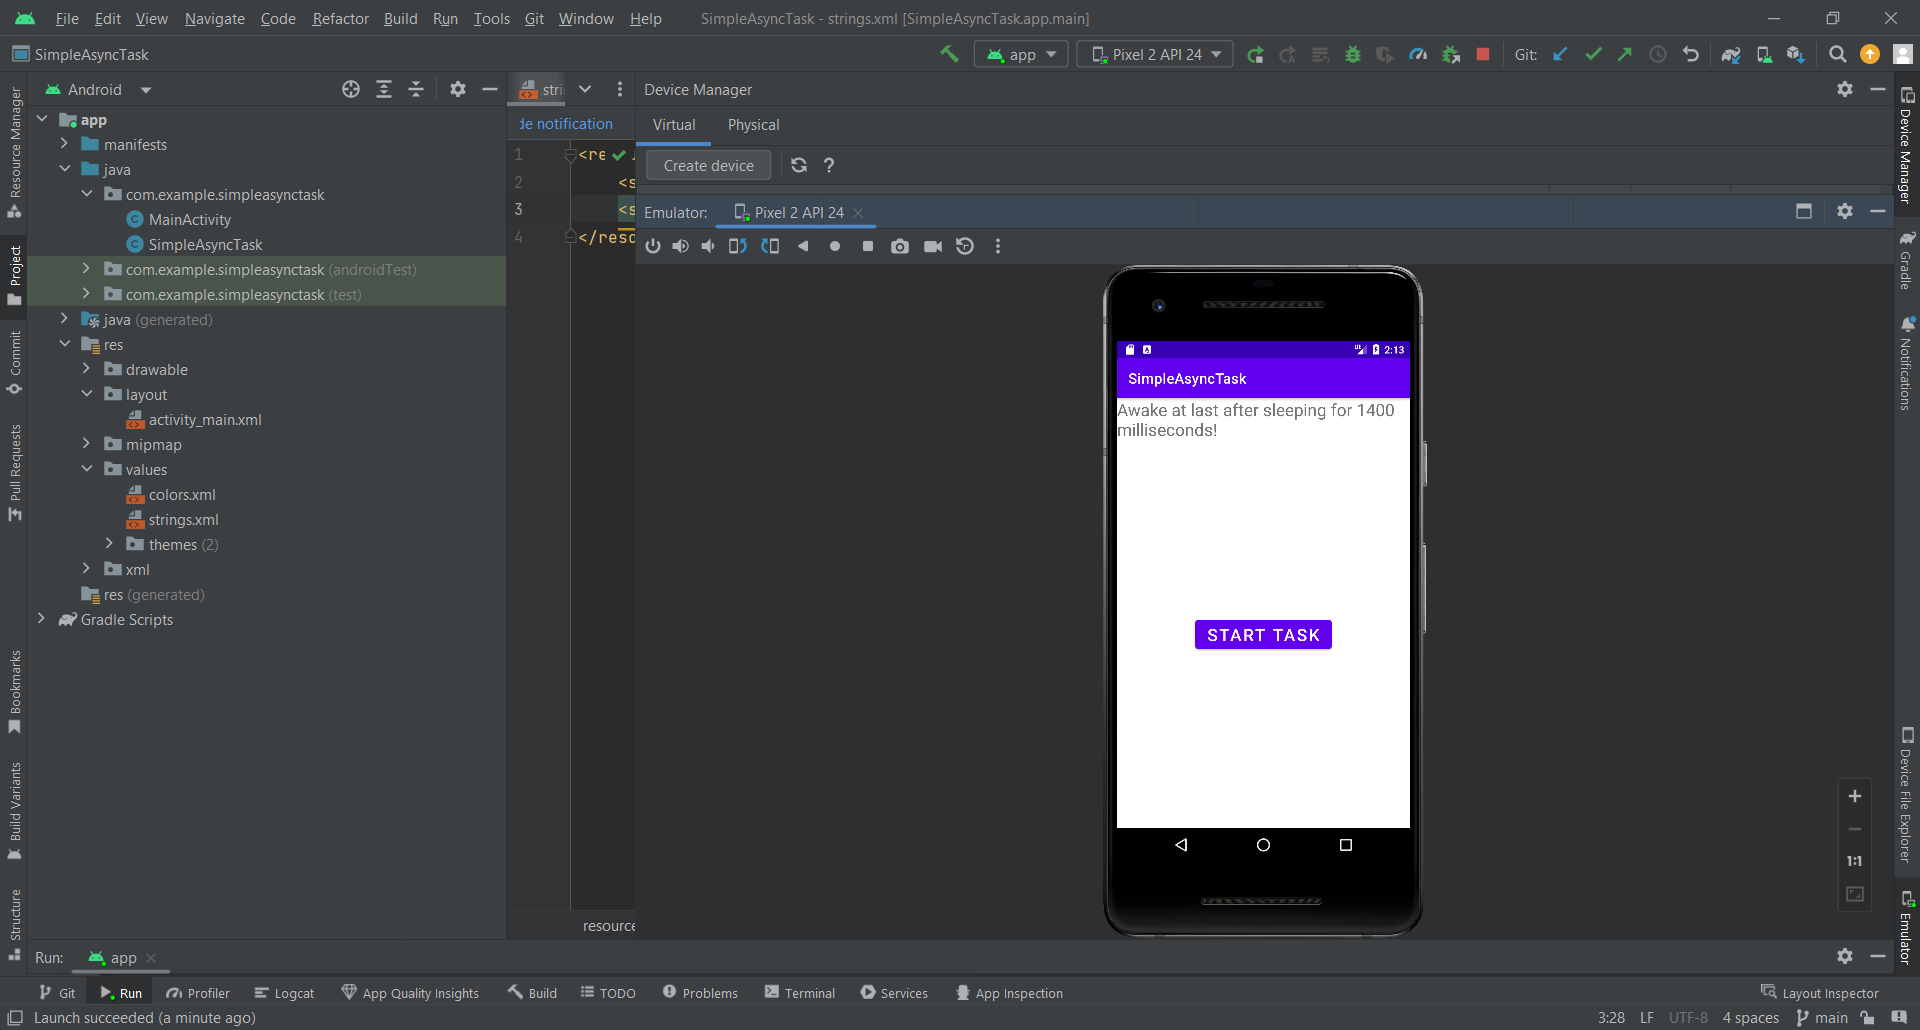 File Edit View Navigate Code Refactor Build Run Tools Git Window Help SimpleAsyncTask - strings.xml [SimpleAsyncTask.app.main]
SimpleAsyncTask app Pixel 2 API 24 Git:
Android
app
manifests
java
com.example.simpleasynctask
MainActivity
SimpleAsyncTask
com.example.simpleasynctask (androidTest)
com.example.simpleasynctask (test)
java (generated)
res
drawable
layout
activity_main.xml
mipmap
values
colors.xml
strings.xml
themes (2)
xml
res (generated)
Gradle Scripts
Resource Manager
Project
Commit
Pull Requests
Bookmarks
Build Variants
Structure
stri
de notification
1 <re
2 <s
3 <s
4 </reso
resource
Device Manager
Virtual Physical
Create device
Emulator: Pixel 2 API 24
2:13
SimpleAsyncTask
Awake at last after sleeping for 1400
milliseconds!
START TASK
1:1
Device Manager
Gradle
Notifications
Device File Explorer
Emulator
Run: app
Git Run Profiler Logcat App Quality Insights Build TODO Problems Terminal Services App Inspection Layout Inspector
Launch succeeded (a minute ago) 3:28 LF UTF-8 4 spaces main